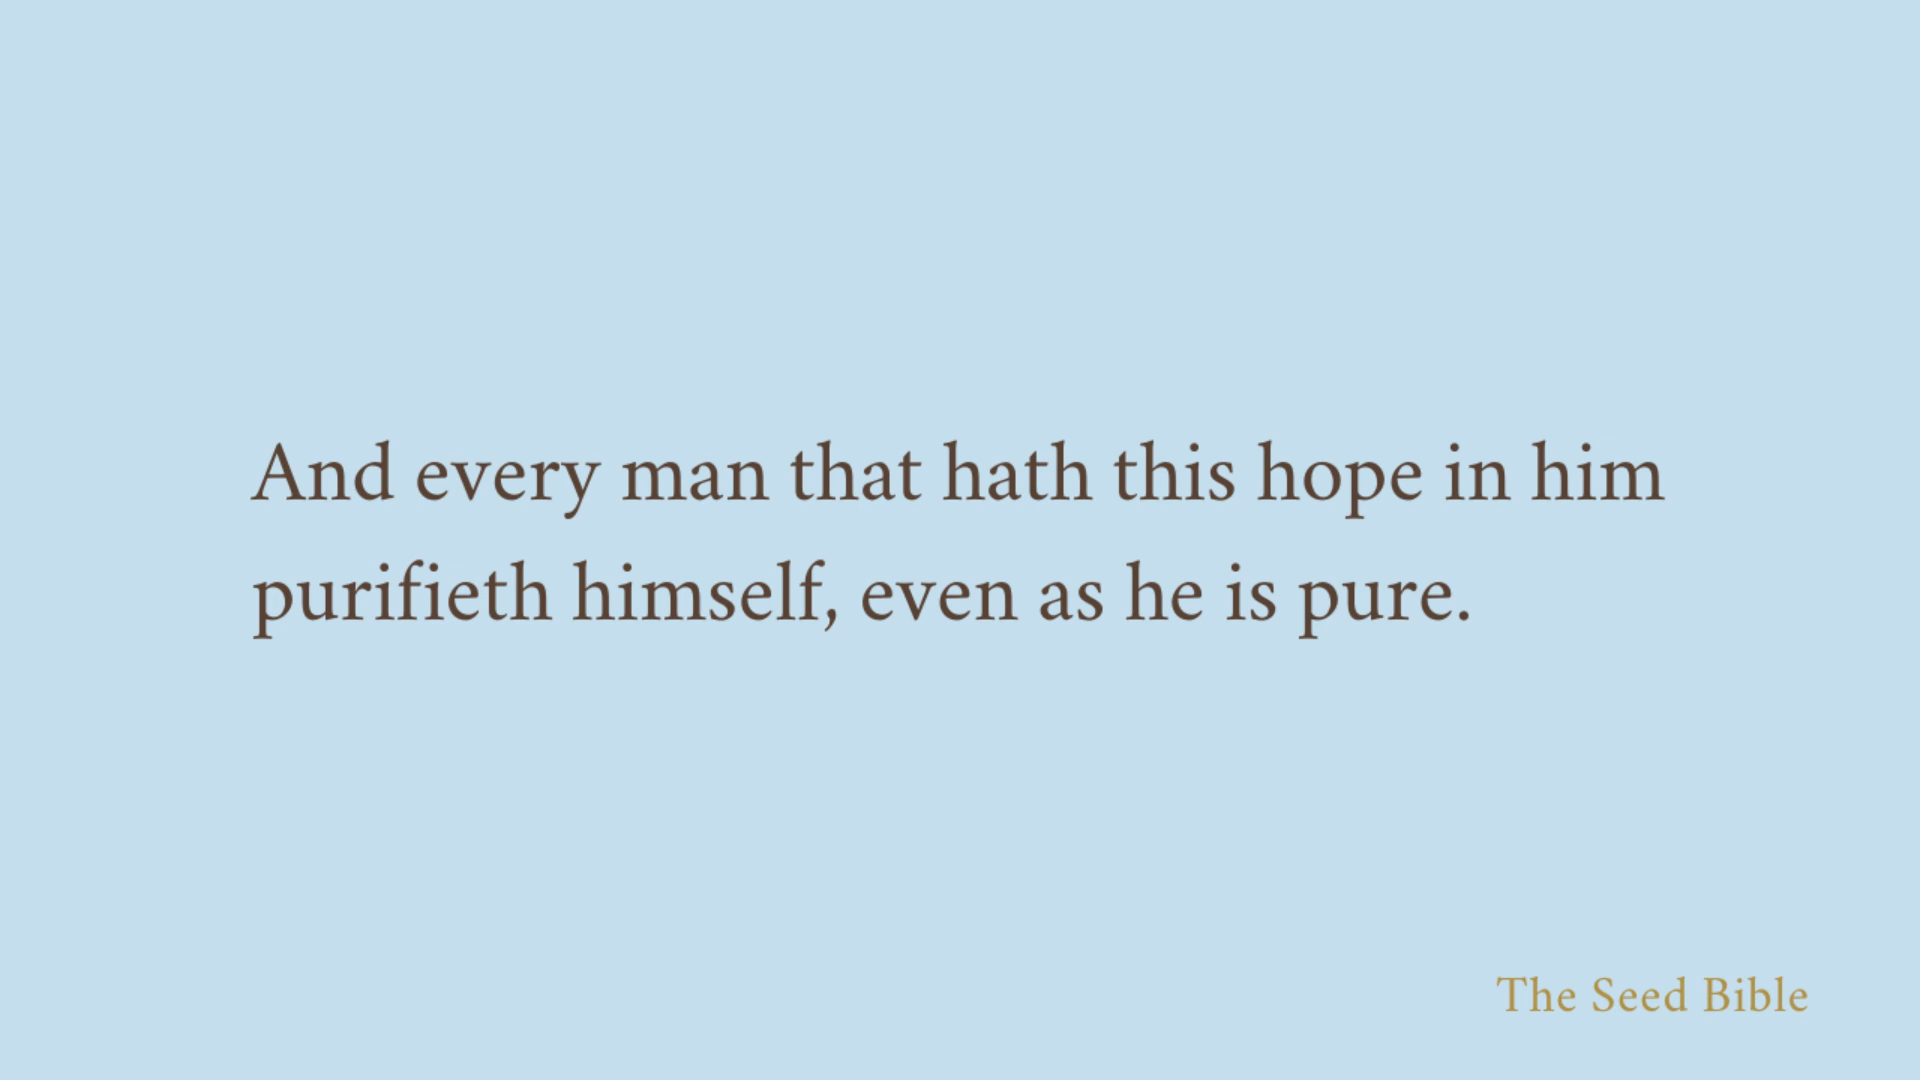 And every man that hath this hope in him
purifieth himself, even as he is pure.
The Seed Bible